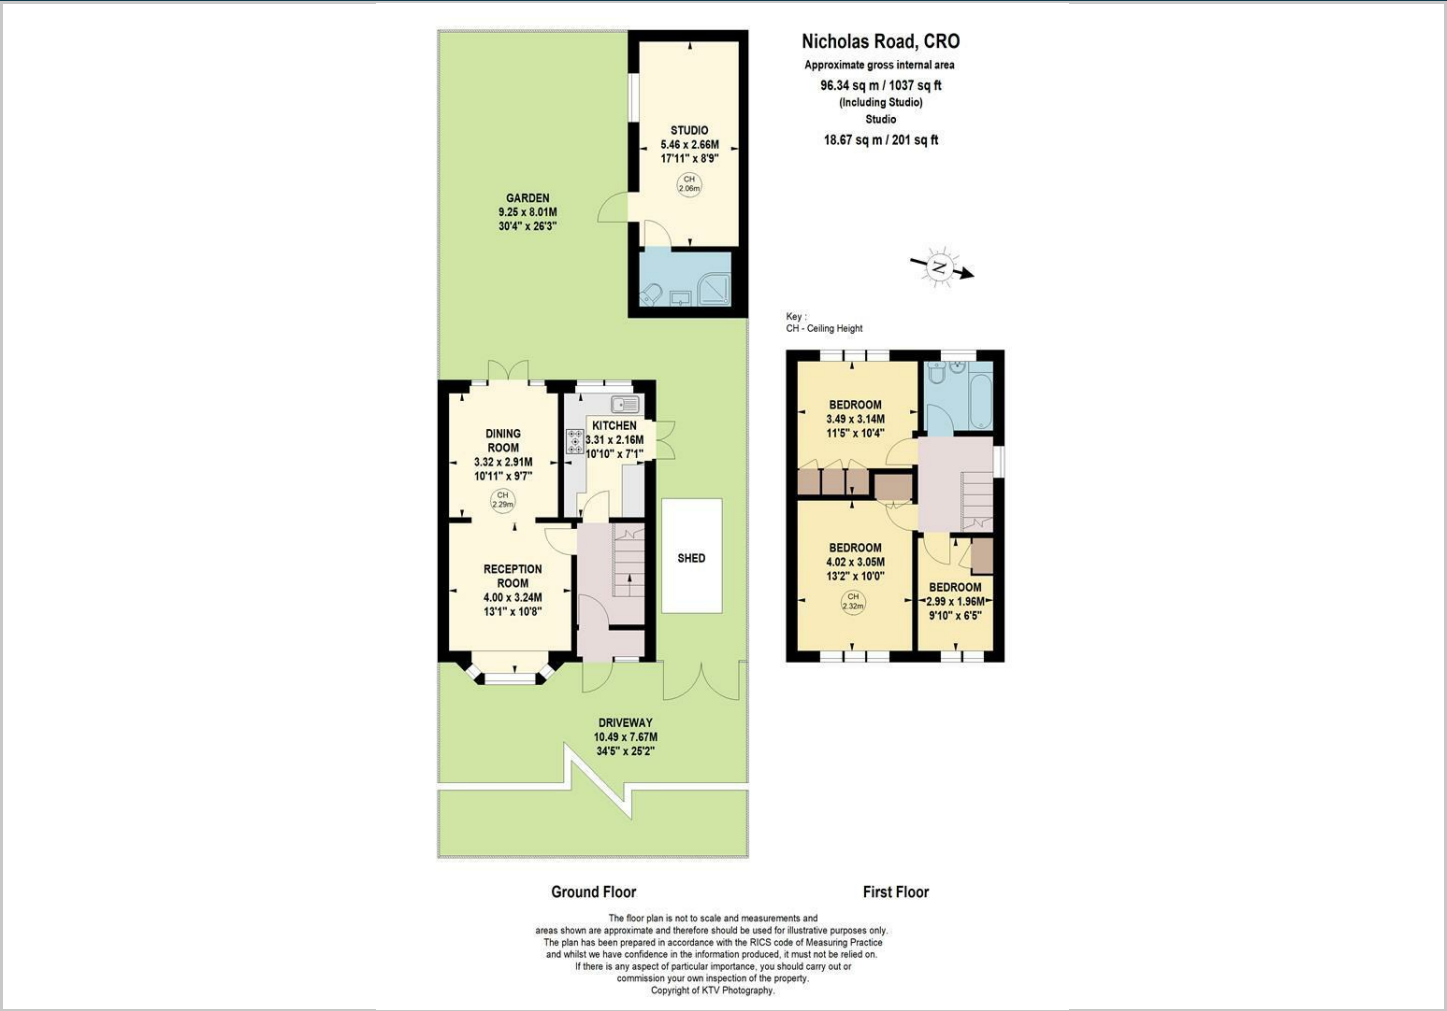 Nicholas Road, CRO
Approximate gross internal area
96.34 sq m / 1037 sq ft
(Including Studio)
Studio
18.67 sq m / 201 sq ft
STUDIO
5.46 x 2.66M
17'11" x 8'9"
CH
2.06m
GARDEN
9.25 x 8.01M
30'4" x 26'3"
N
Key :
CH - Ceiling Height
DINING
ROOM
3.32 x 2.91M
10'11" x 9'7"
CH
2.29m
KITCHEN
3.31 x 2.16M
10'10" x 7'1"
RECEPTION
ROOM
4.00 x 3.24M
13'1" x 10'8"
SHED
DRIVEWAY
10.49 x 7.67M
34'5" x 25'2"
BEDROOM
3.49 x 3.14M
11'5" x 10'4"
BEDROOM
4.02 x 3.05M
13'2" x 10'0"
CH
2.32m
BEDROOM
2.99 x 1.96M
9'10" x 6'5"
Ground Floor
First Floor
The floor plan is not to scale and measurements and
areas shown are approximate and therefore should be used for illustrative purposes only.
The plan has been prepared in accordance with the RICS code of Measuring Practice
and whilst we have confidence in the information produced, it must not be relied on.
If there is any aspect of particular importance, you should carry out or
commission your own inspection of the property.
Copyright of KTV Photography.